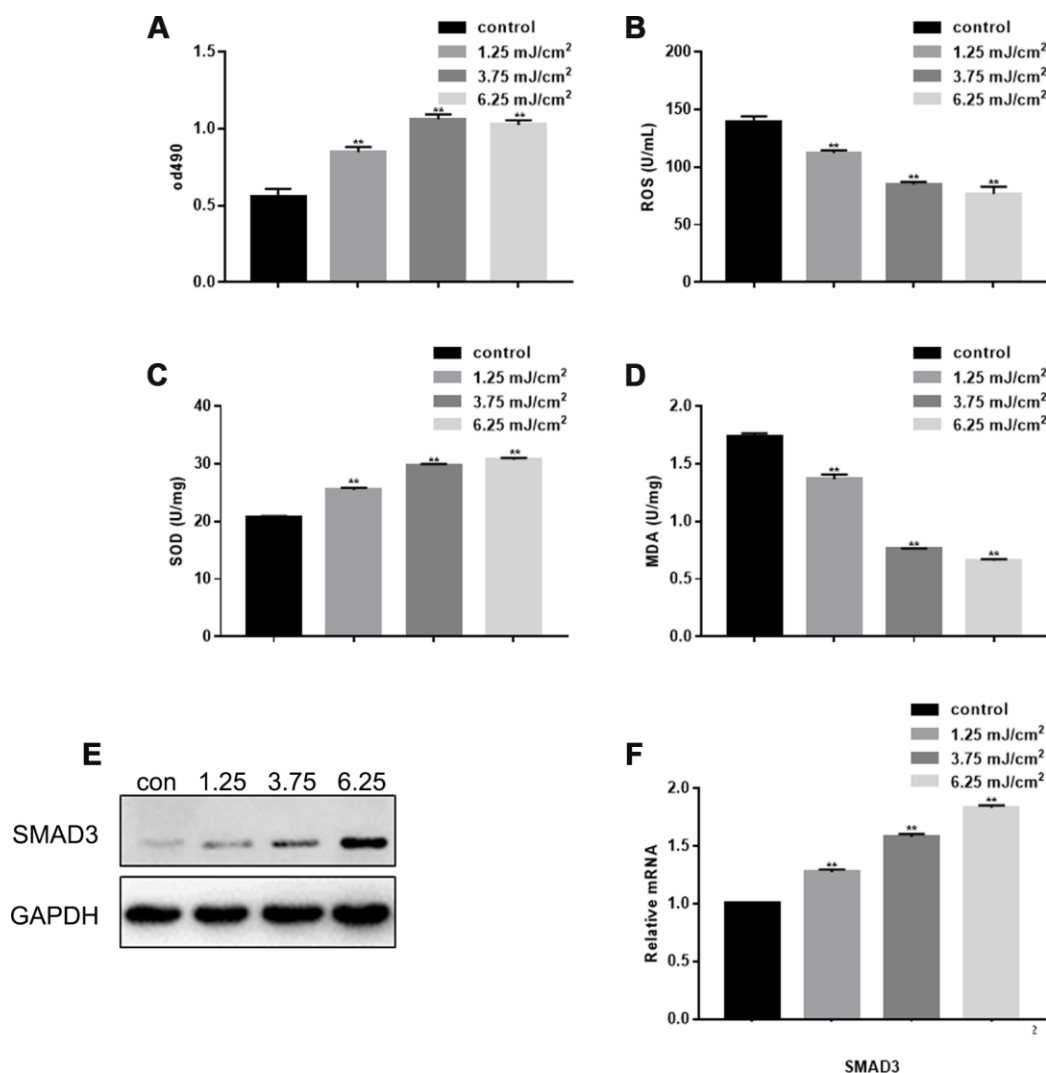 A
control
1.25 mJ/cm²
3.75 mJ/cm²
6.25 mJ/cm²
1.5
1.0
0.5
0.0
od490
**
**
**
B
control
1.25 mJ/cm²
3.75 mJ/cm²
6.25 mJ/cm²
200
150
100
50
0
ROS (U/mL)
**
**
**
C
control
1.25 mJ/cm²
3.75 mJ/cm²
6.25 mJ/cm²
40
30
20
10
0
SOD (U/mg)
**
**
**
D
control
1.25 mJ/cm²
3.75 mJ/cm²
6.25 mJ/cm²
2.0
1.5
1.0
0.5
0.0
MDA (U/mg)
**
**
**
E
con 1.25 3.75 6.25
SMAD3
GAPDH
F
control
1.25 mJ/cm²
3.75 mJ/cm²
6.25 mJ/cm²
2.0
1.5
1.0
0.5
0.0
Relative mRNA
**
**
**
2
SMAD3